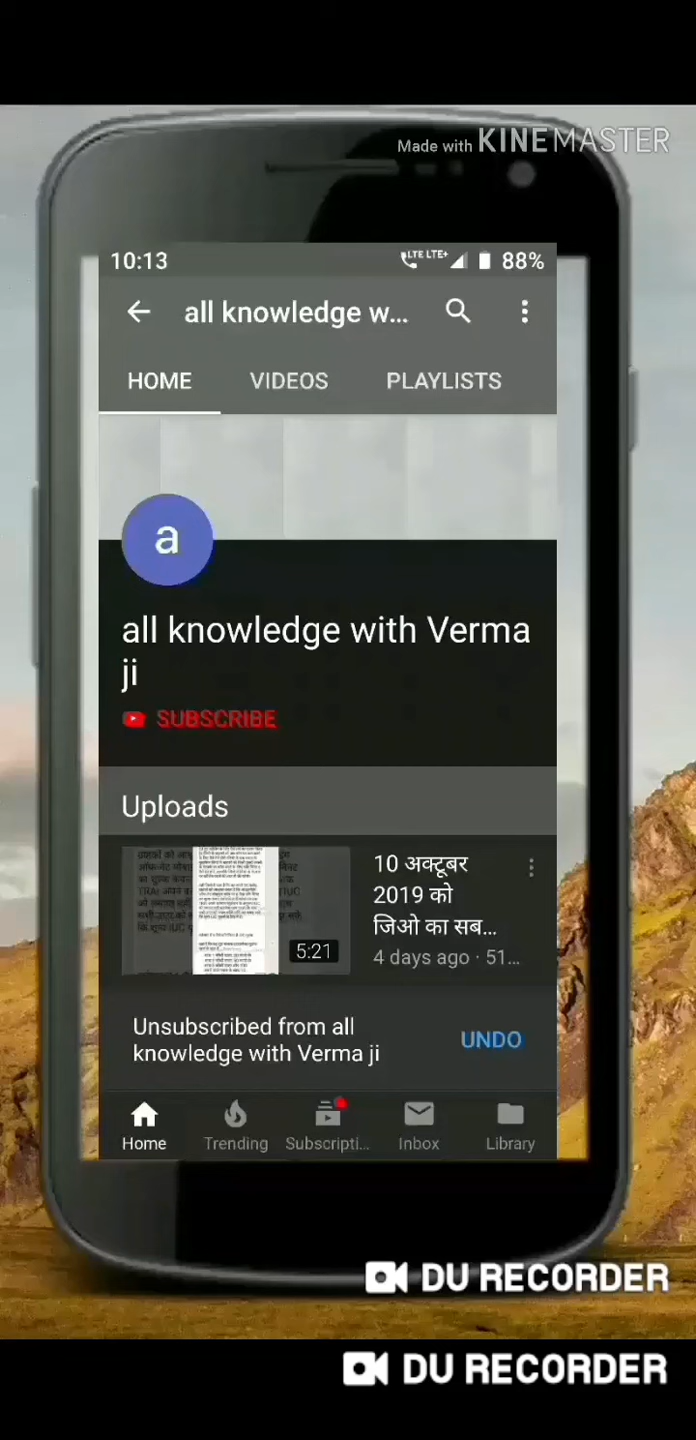 Made with KINEMASTER
10:13 LTE LTE+ 88%
all knowledge w...
HOME VIDEOS PLAYLISTS
a
all knowledge with Verma
ji
SUBSCRIBE
Uploads
10 अक्टूबर
2019 को
जिओ का सब...
4 days ago · 51...
5:21
Unsubscribed from all
knowledge with Verma ji
UNDO
Home Trending Subscripti... Inbox Library
DU RECORDER
DU RECORDER